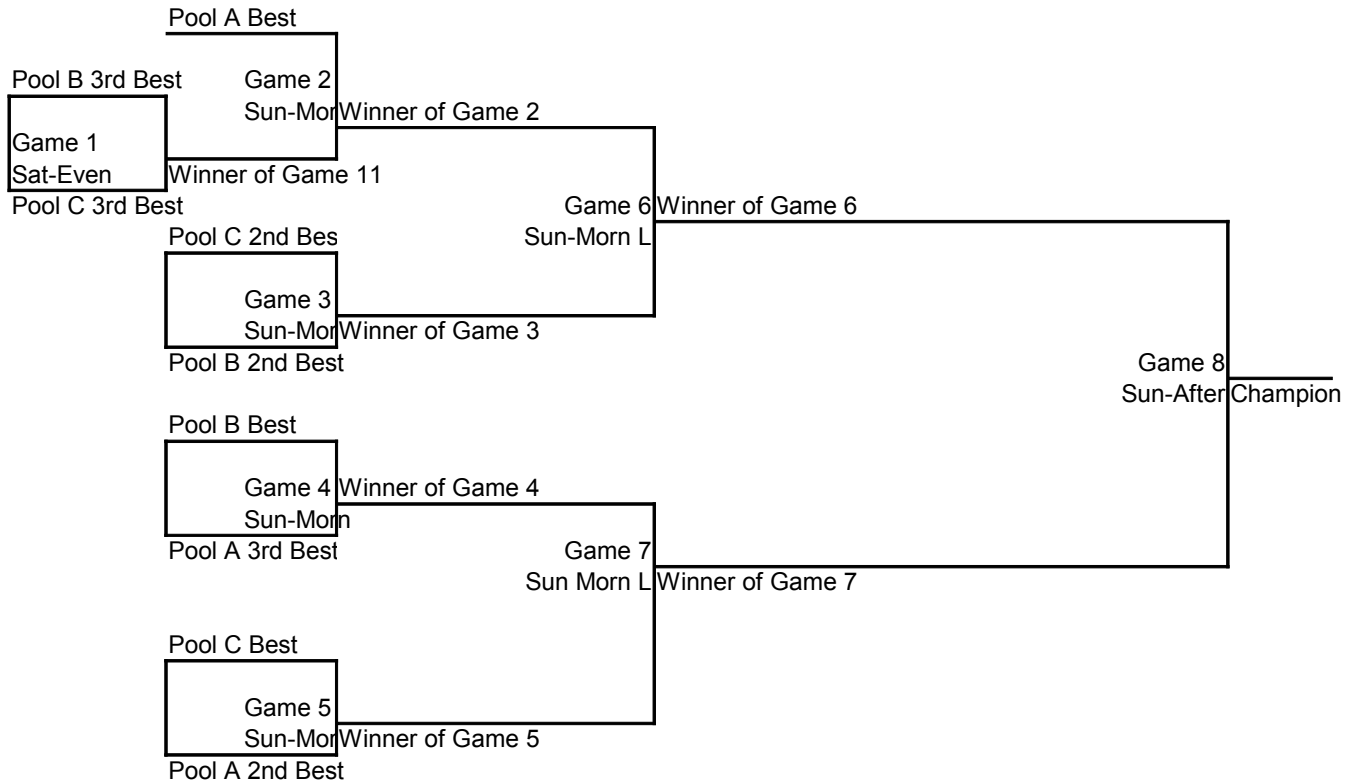 Pool A Best
Pool B 3rd Best
Game 2
Sun-Mor
Winner of Game 2
Game 1
Sat-Even
Winner of Game 11
Pool C 3rd Best
Game 6
Winner of Game 6
Pool C 2nd Bes
Sun-Morn L
Game 3
Sun-Mor
Winner of Game 3
Pool B 2nd Best
Game 8
Sun-After
Champion
Pool B Best
Game 4
Winner of Game 4
Sun-Morn
Pool A 3rd Best
Game 7
Sun Morn L
Winner of Game 7
Pool C Best
Game 5
Sun-Mor
Winner of Game 5
Pool A 2nd Best